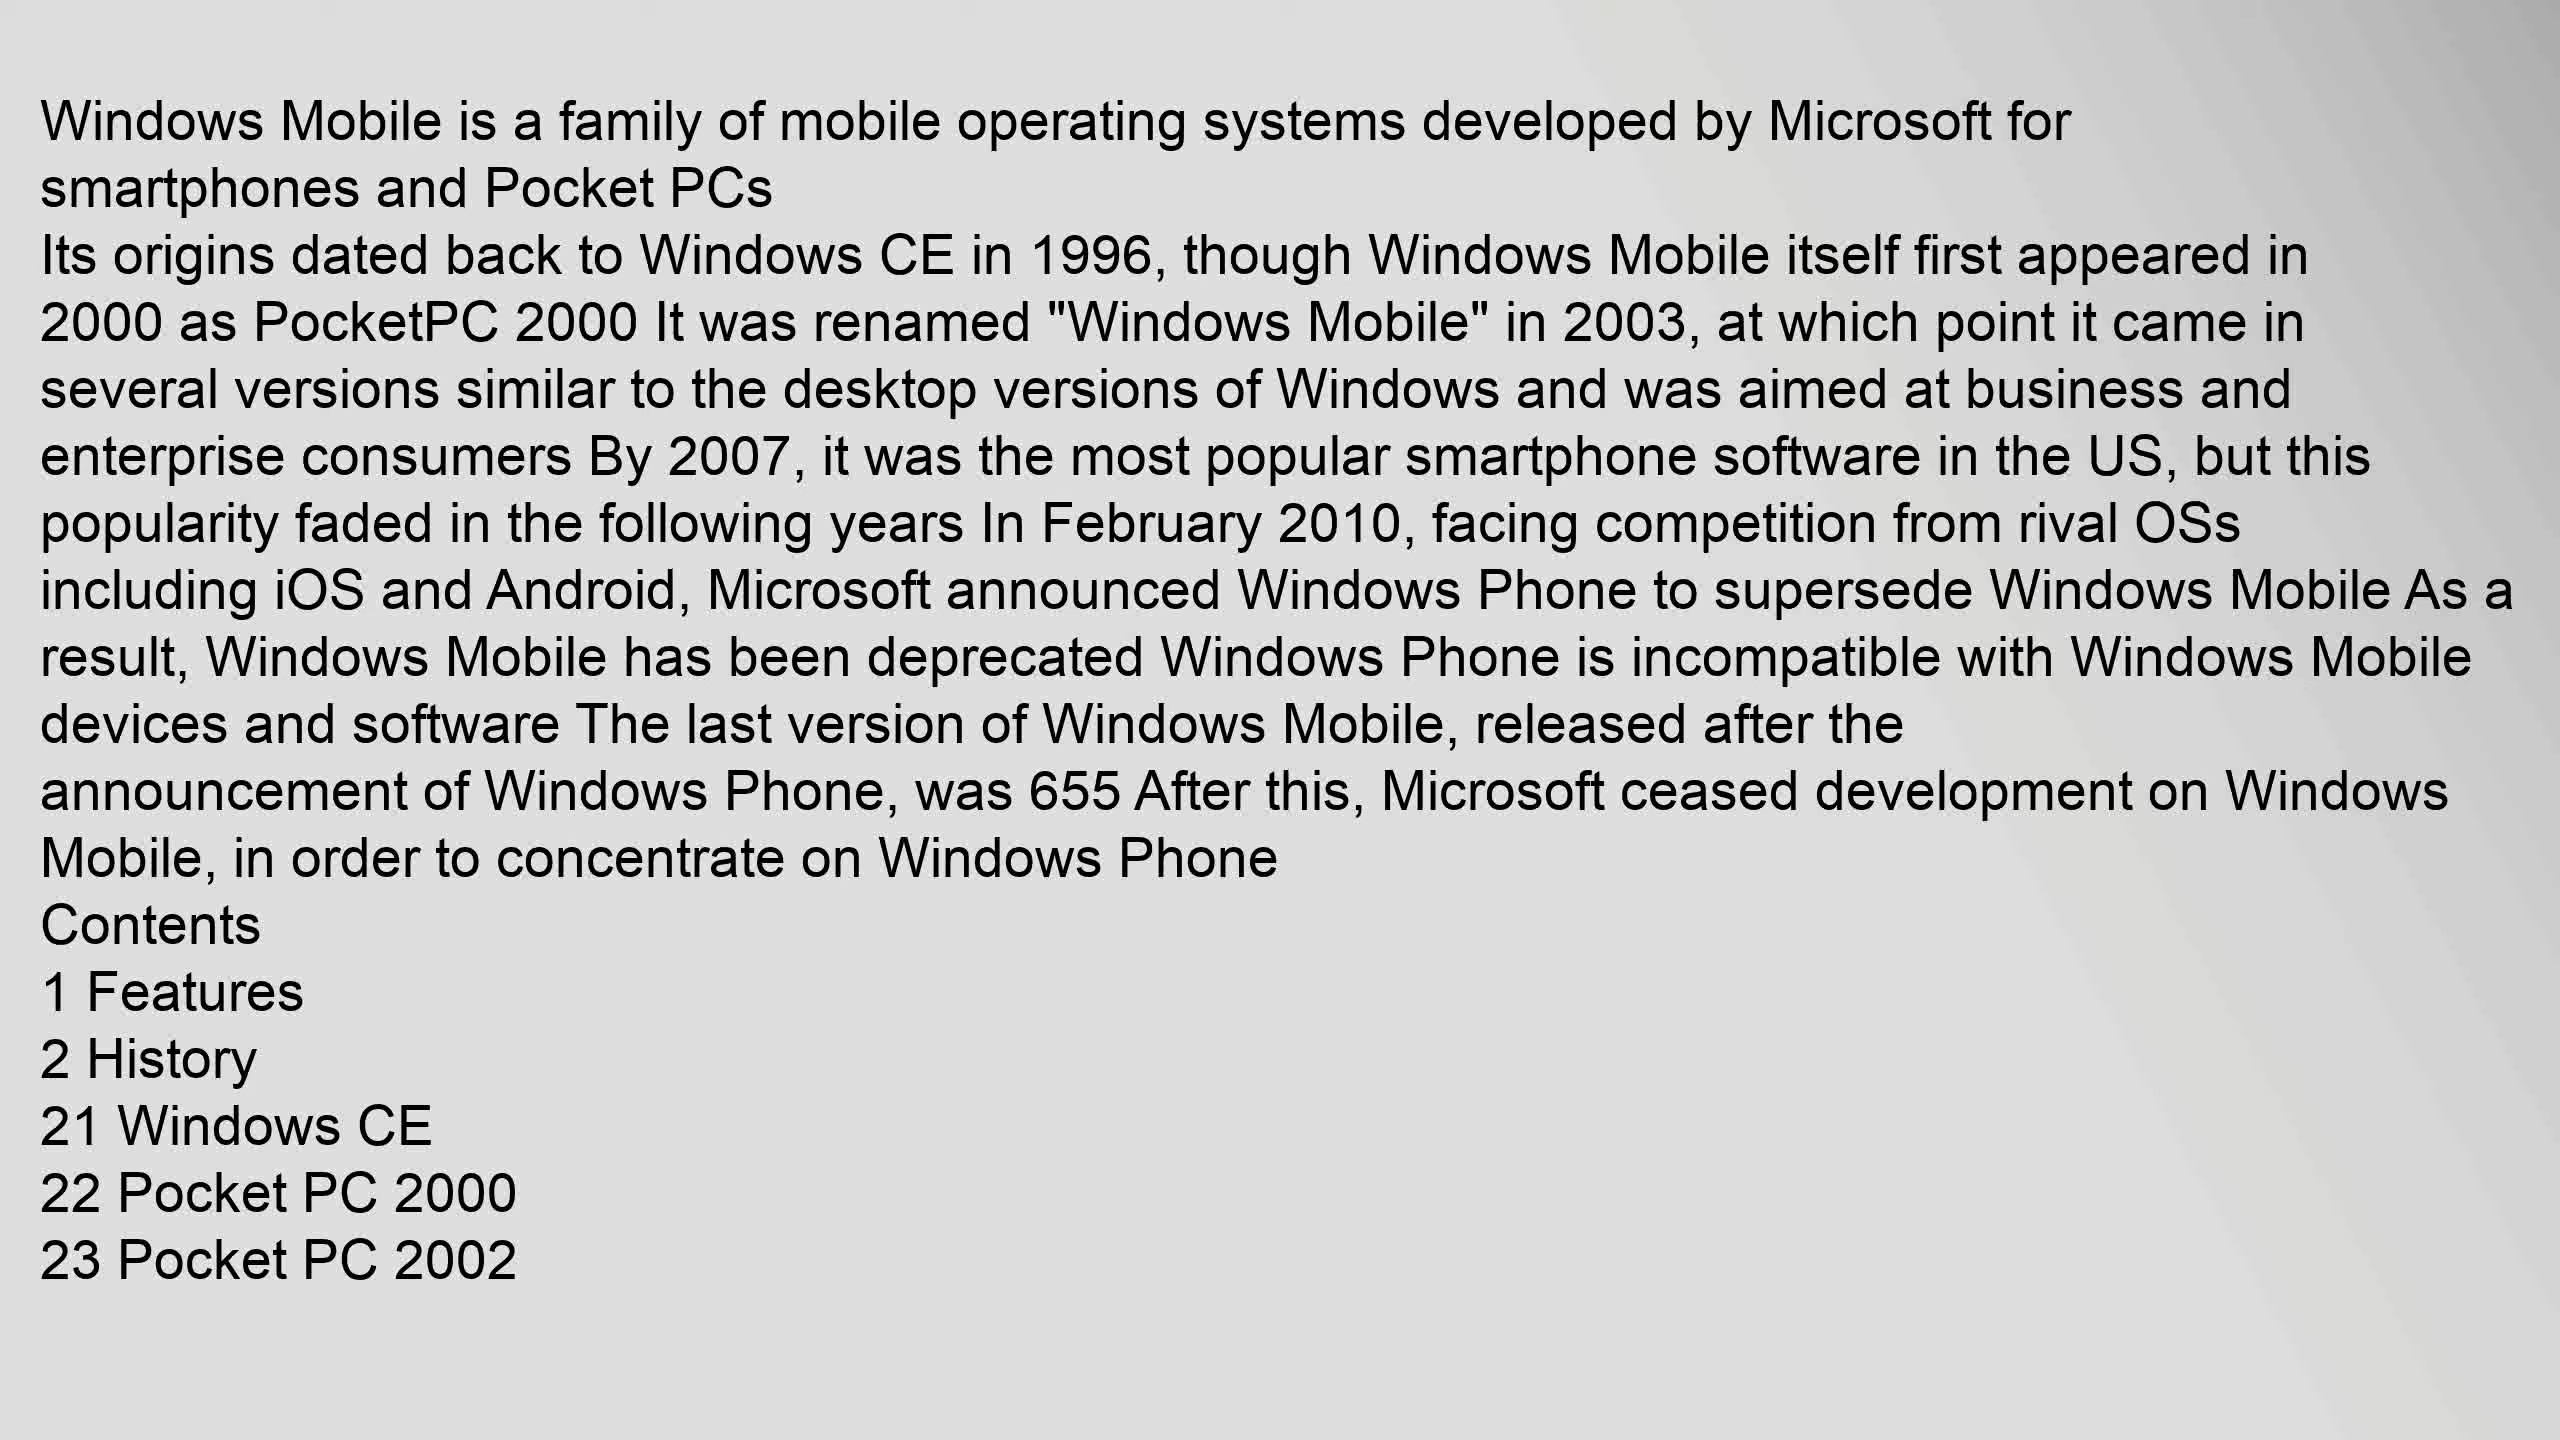 Windows Mobile is a family of mobile operating systems developed by Microsoft for
smartphones and Pocket PCs
Its origins dated back to Windows CE in 1996, though Windows Mobile itself first appeared in
2000 as PocketPC 2000 It was renamed "Windows Mobile" in 2003, at which point it came in
several versions similar to the desktop versions of Windows and was aimed at business and
enterprise consumers By 2007, it was the most popular smartphone software in the US, but this
popularity faded in the following years In February 2010, facing competition from rival OSs
including iOS and Android, Microsoft announced Windows Phone to supersede Windows Mobile As a
result, Windows Mobile has been deprecated Windows Phone is incompatible with Windows Mobile
devices and software The last version of Windows Mobile, released after the
announcement of Windows Phone, was 655 After this, Microsoft ceased development on Windows
Mobile, in order to concentrate on Windows Phone
Contents
1 Features
2 History
21 Windows CE
22 Pocket PC 2000
23 Pocket PC 2002